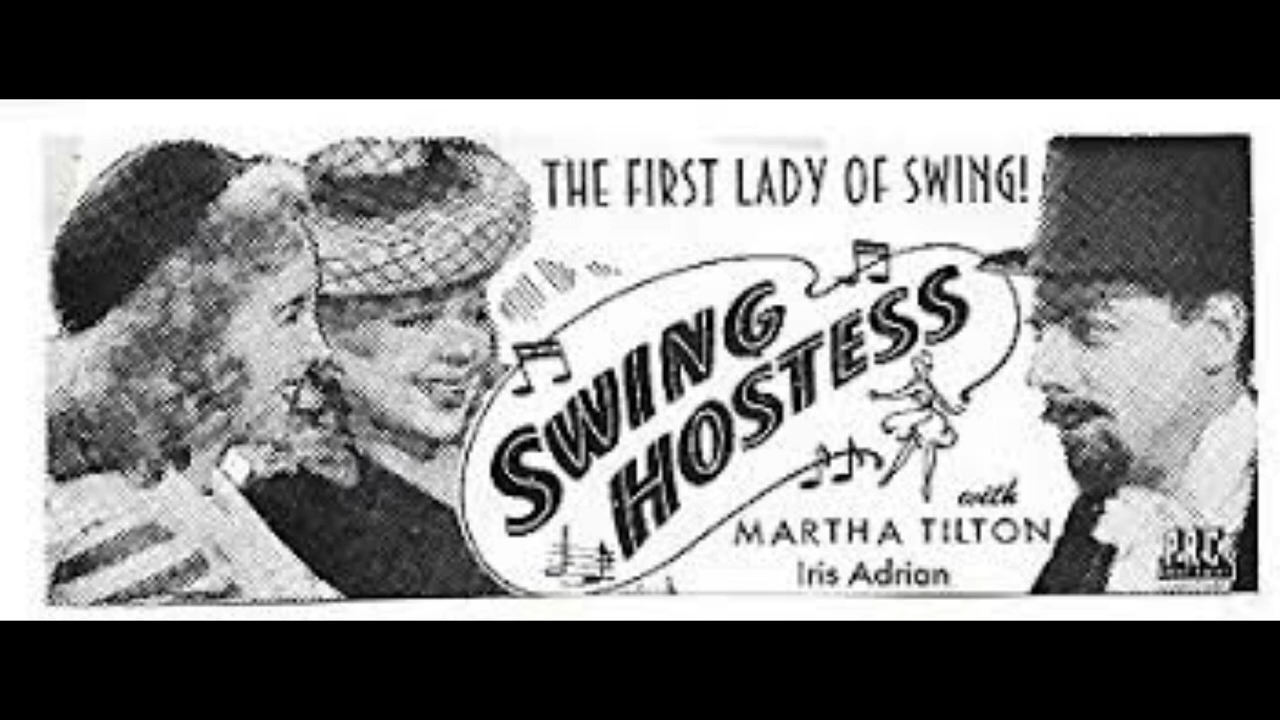 THE FIRST LADY OF SWING!
SWING
HOSTESS
with
MARTHA TILTON
Iris Adrian
P.R.C.